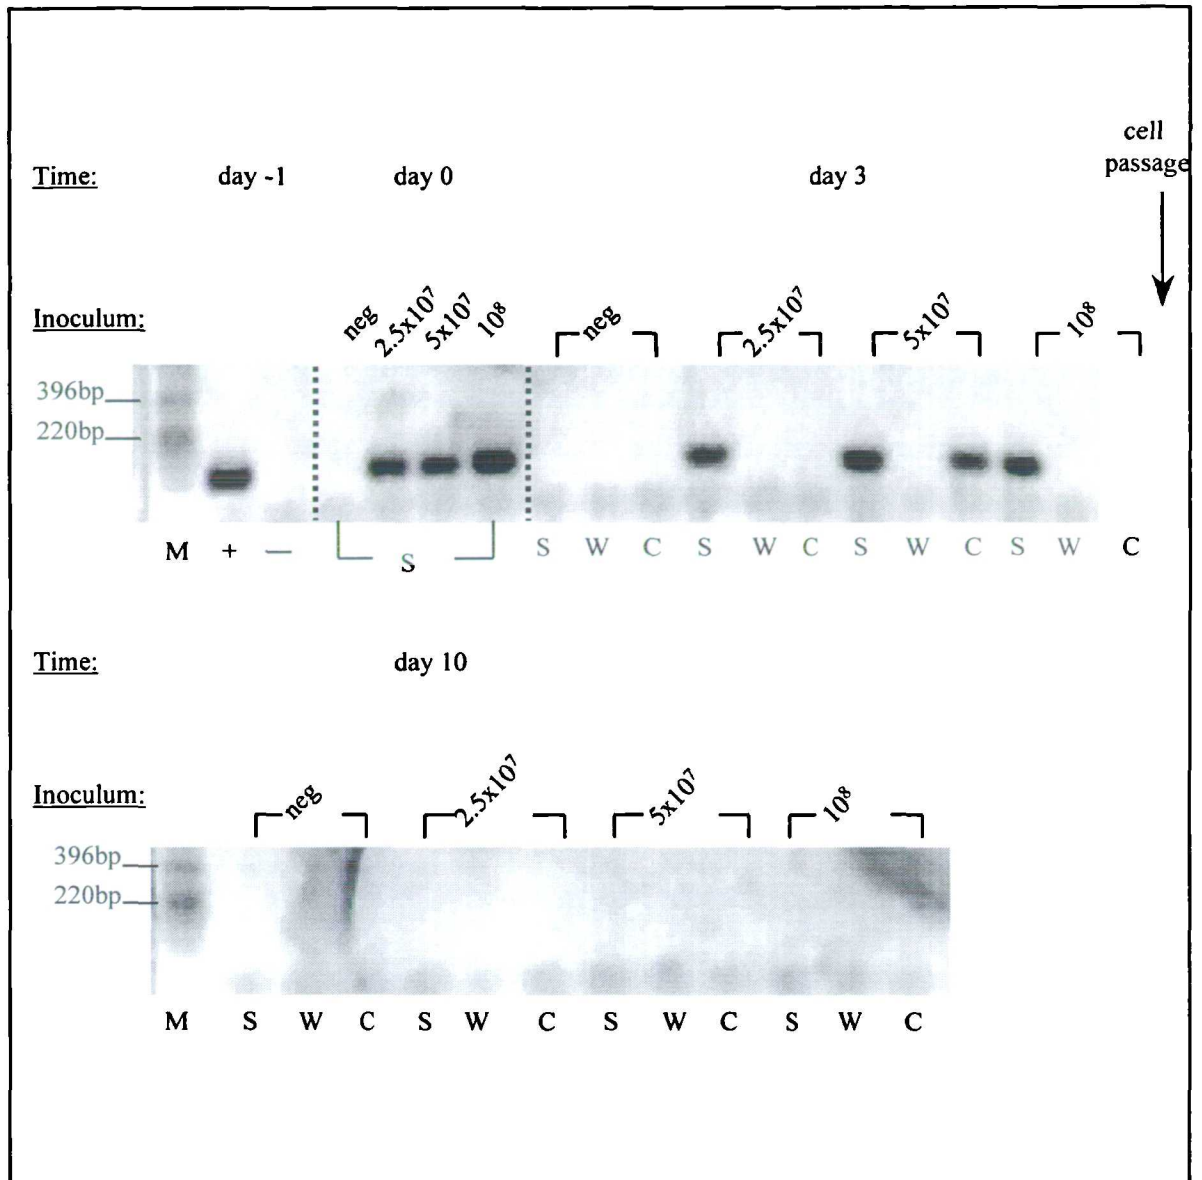 cell
passage
Time: day -1 day 0 day 3
Inoculum: neg 2.5x10⁷ 5x10⁷ 10⁸ neg 2.5x10⁷ 5x10⁷ 10⁸
396bp
220bp
M + — S S W C S W C S W C S W C
Time: day 10
Inoculum: neg 2.5x10⁷ 5x10⁷ 10⁸
396bp
220bp
M S W C S W C S W C S W C